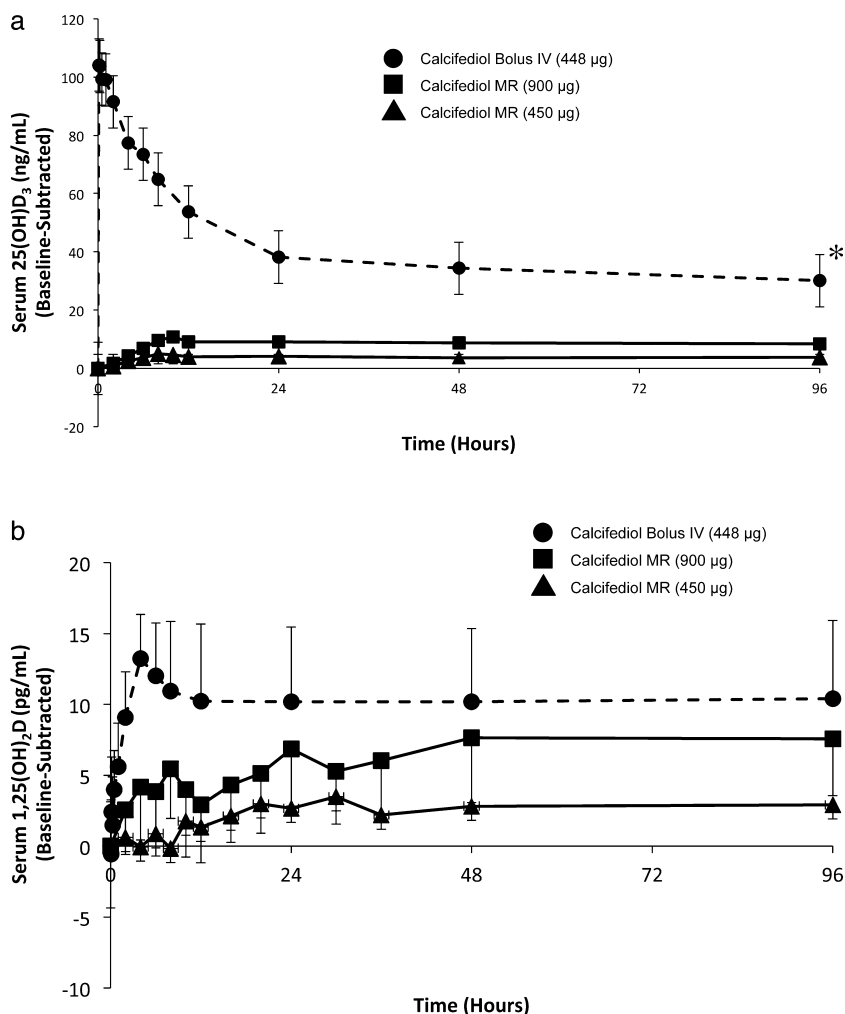 a
120
100
80
60
40
20
0
-20
Serum 25(OH)D3 (ng/mL)
(Baseline-Subtracted)
Calcifediol Bolus IV (448 µg)
Calcifediol MR (900 µg)
Calcifediol MR (450 µg)
*
0 24 48 72 96
Time (Hours)
b
20
15
10
5
0
-5
-10
Serum 1,25(OH)2D (pg/mL)
(Baseline-Subtracted)
Calcifediol Bolus IV (448 µg)
Calcifediol MR (900 µg)
Calcifediol MR (450 µg)
0 24 48 72 96
Time (Hours)